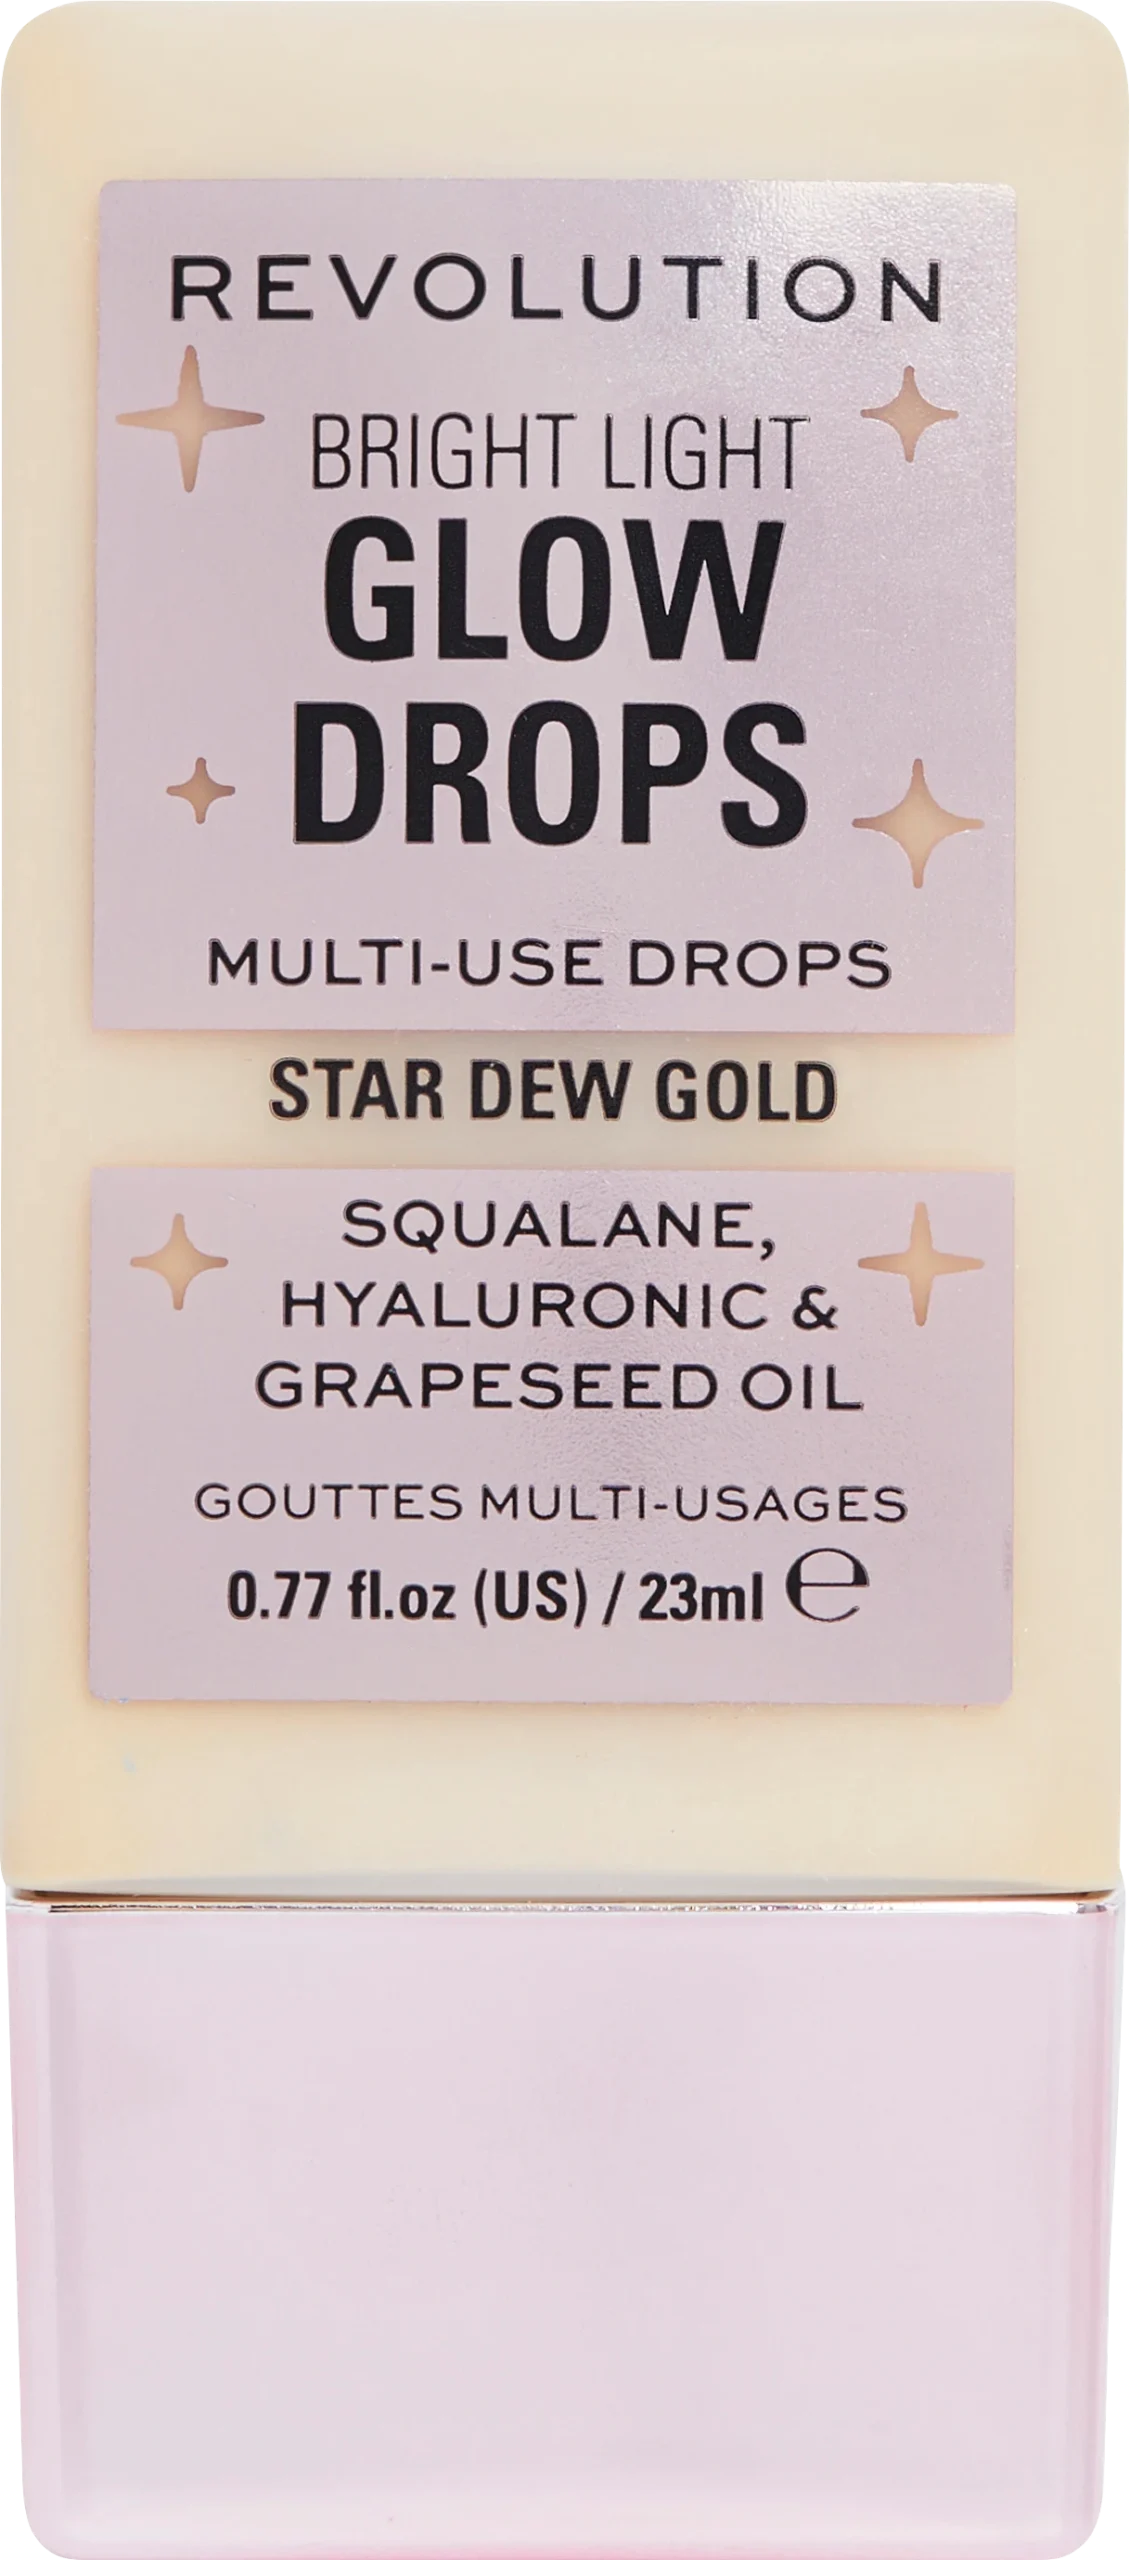 REVOLUTION
BRIGHT LIGHT
GLOW
DROPS
MULTI-USE DROPS
STAR DEW GOLD
SQUALANE,
HYALURONIC &
GRAPESEED OIL
GOUTTES MULTI-USAGES
0.77 fl.oz (US) / 23ml ℮